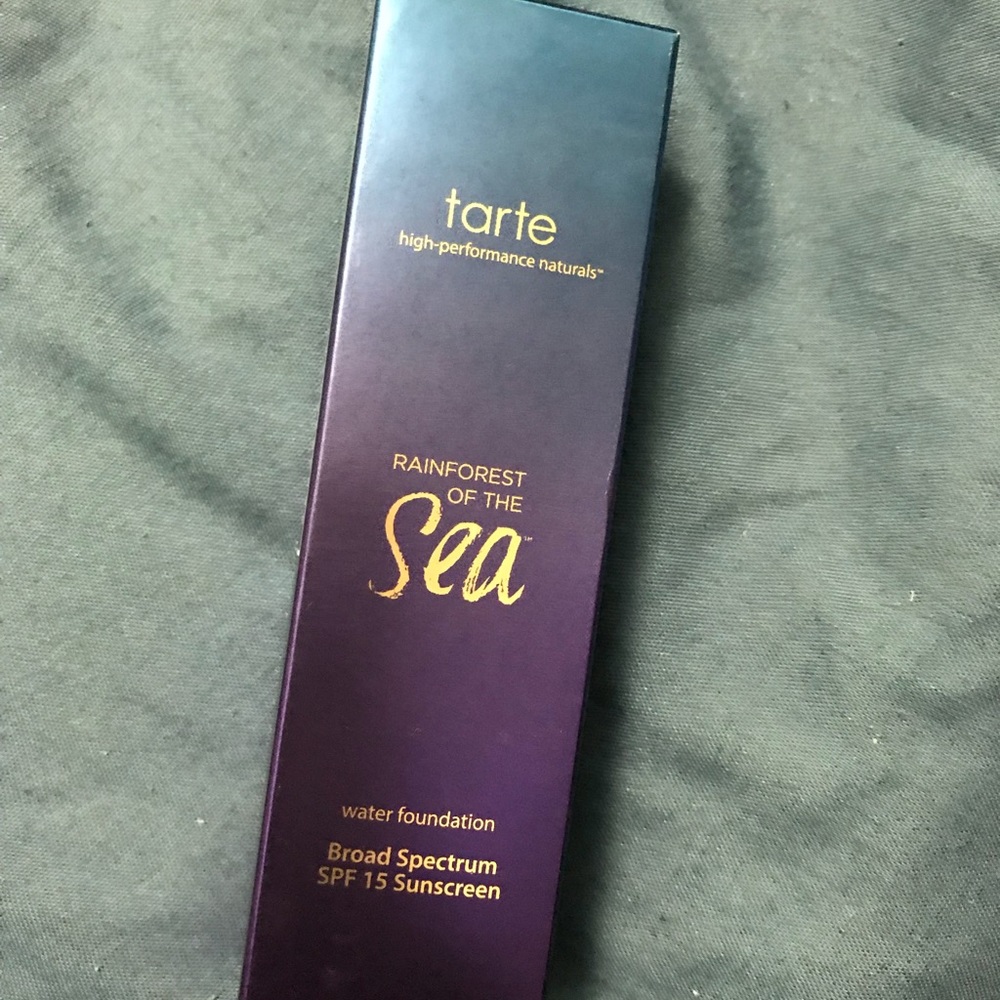 tarte
high-performance naturals™
RAINFOREST
OF THE
Sea™
water foundation
Broad Spectrum
SPF 15 Sunscreen